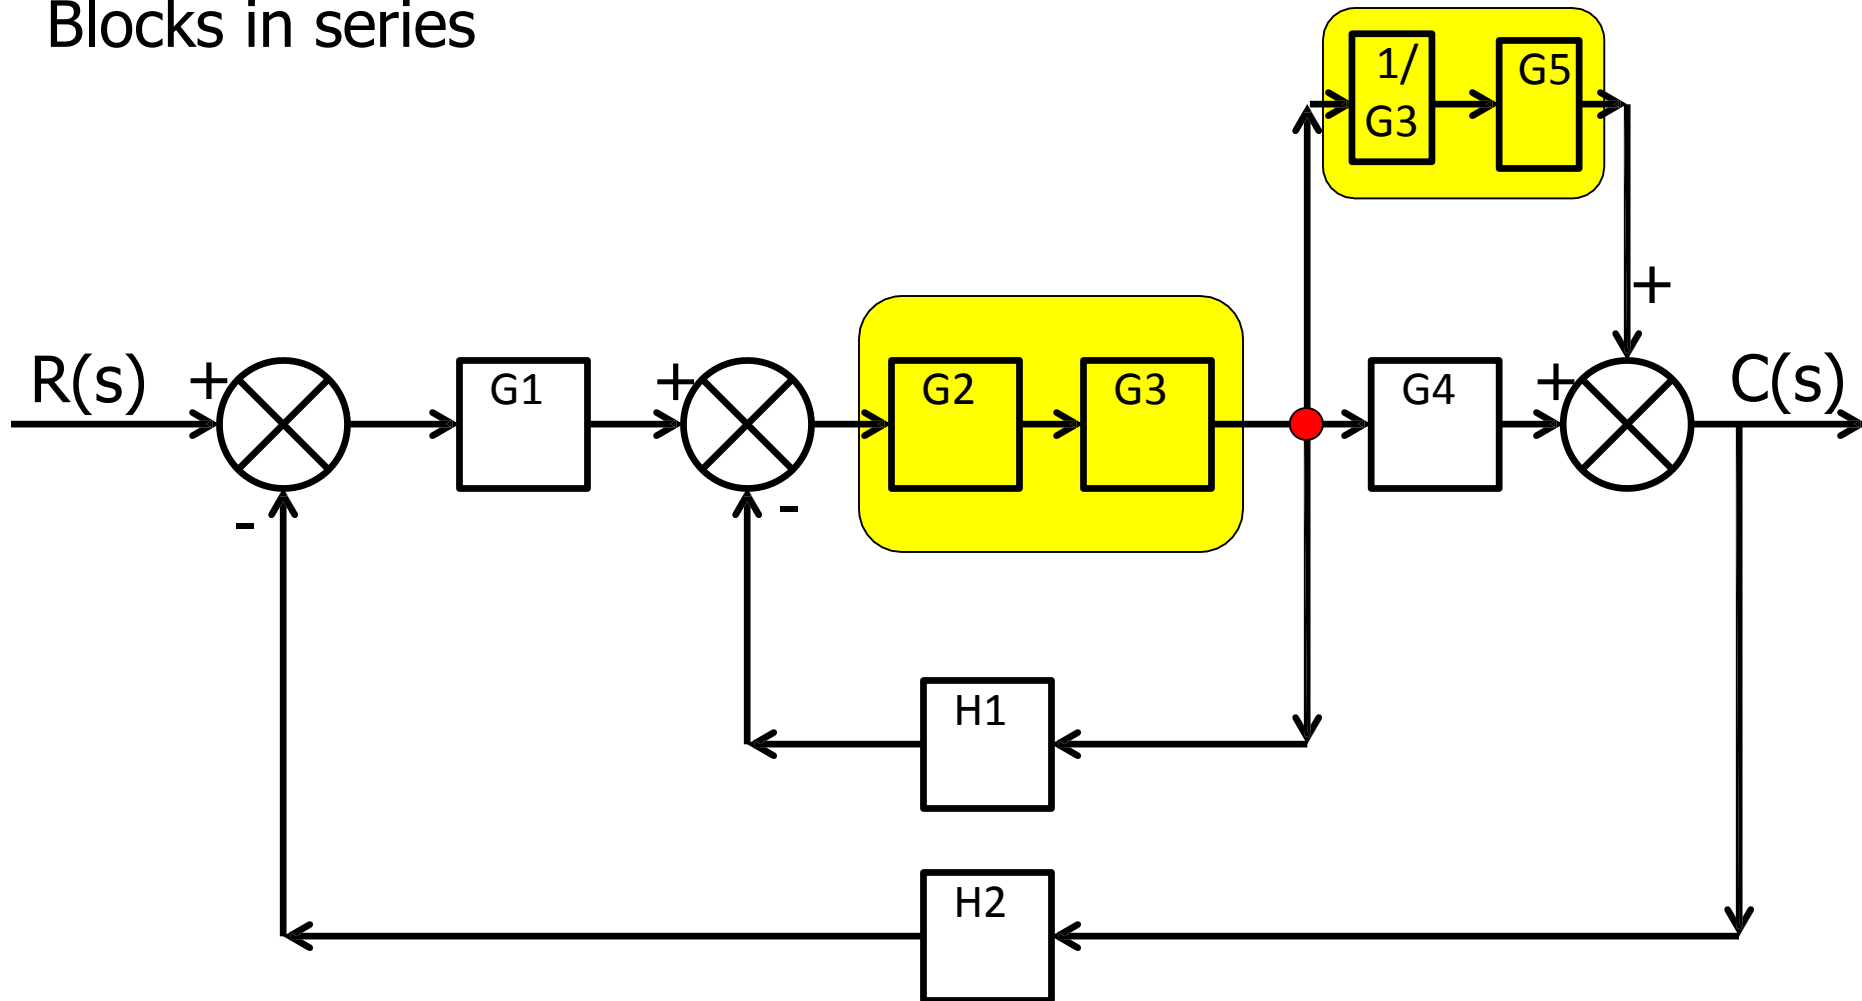 Blocks in series
1/
G3
G5
+
R(s)
+
G1
+
G2
G3
G4
+
C(s)
-
-
H1
H2